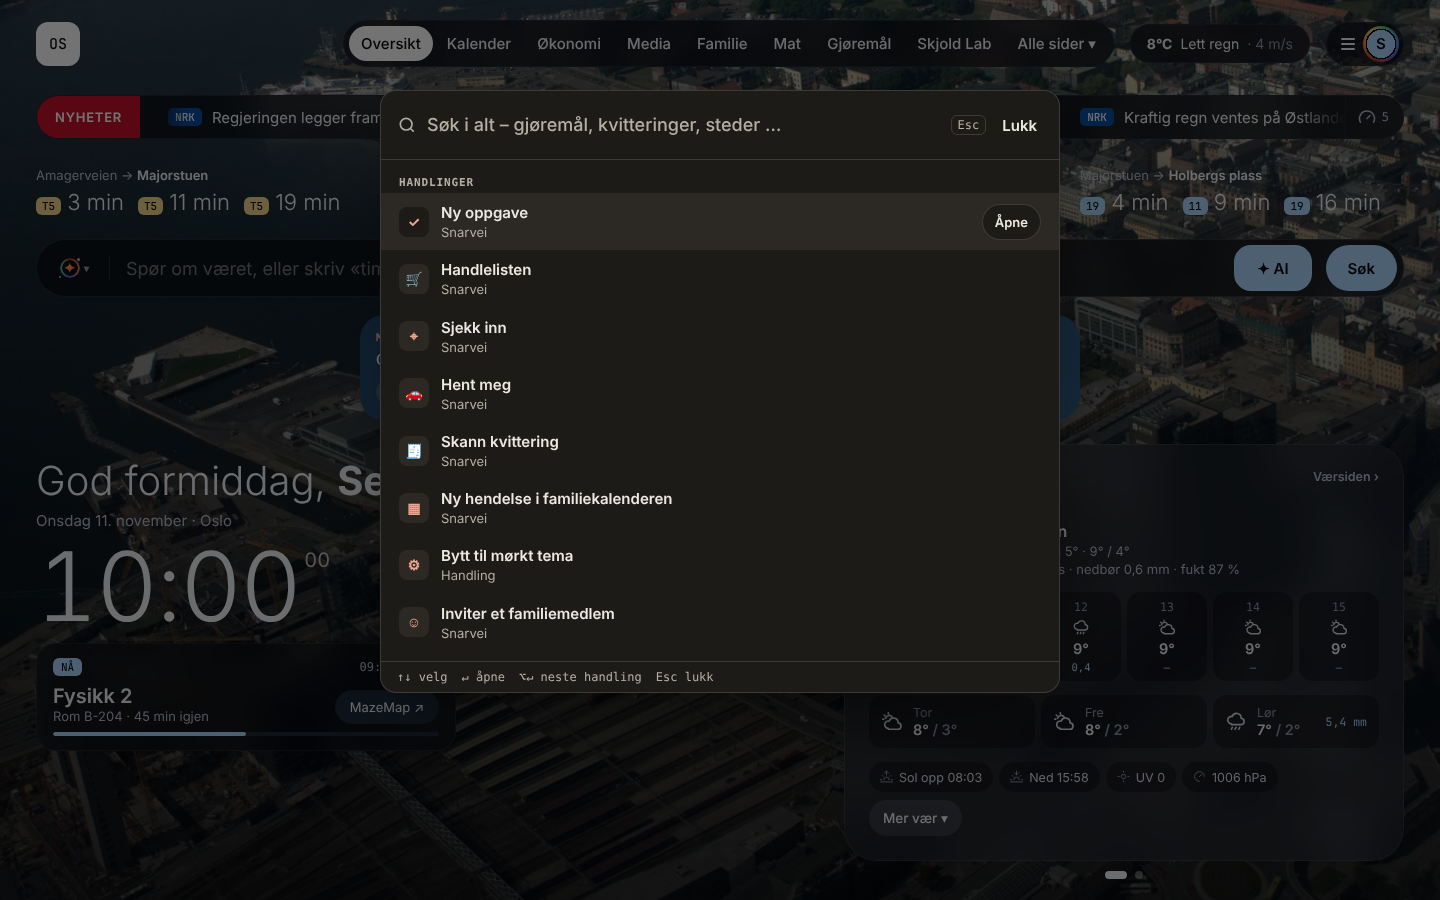 OS
Oversikt Kalender Økonomi Media Familie Mat Gjøremål Skjold Lab Alle sider ▾
8°C Lett regn · 4 m/s
S
NYHETER
NRK Regjeringen legger fram
NRK Kraftig regn ventes på Østland
5
Amagerveien → Majorstuen
T5 3 min T5 11 min T5 19 min
Majorstuen → Holbergs plass
19 4 min 11 9 min 19 16 min
Spør om været, eller skriv «tim
✦ AI
Søk
Søk i alt – gjøremål, kvitteringer, steder …
Esc
Lukk
HANDLINGER
Ny oppgave
Snarvei
Åpne
Handlelisten
Snarvei
Sjekk inn
Snarvei
Hent meg
Snarvei
Skann kvittering
Snarvei
Ny hendelse i familiekalenderen
Snarvei
Bytt til mørkt tema
Handling
Inviter et familiemedlem
Snarvei
↑↓ velg ↵ åpne ⌥↵ neste handling Esc lukk
God formiddag, Se
Onsdag 11. november · Oslo
10:00 00
NÅ
09:
Fysikk 2
Rom B-204 · 45 min igjen
MazeMap ↗
Værsiden ›
n
5° · 9° / 4°
s · nedbør 0,6 mm · fukt 87 %
12 13 14 15
9° 9° 9° 9°
0,4 – – –
Tor
8° / 3°
Fre
8° / 2°
Lør
7° / 2°
5,4 mm
Sol opp 08:03
Ned 15:58
UV 0
1006 hPa
Mer vær ▾